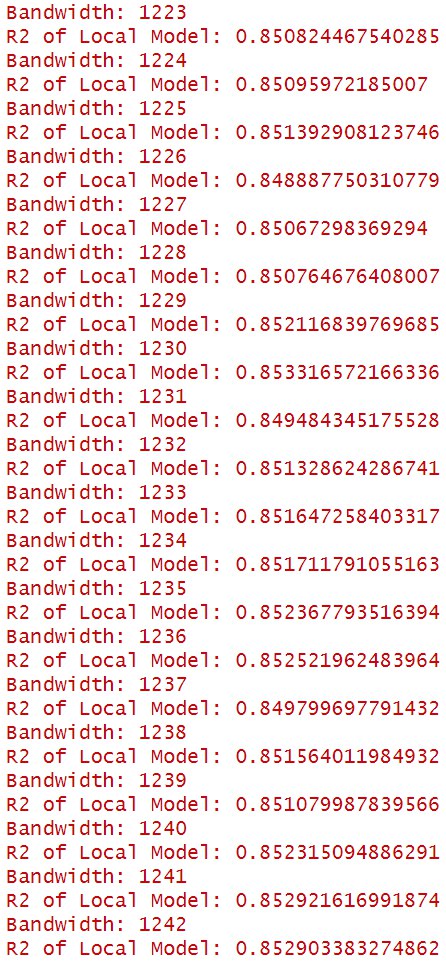 Bandwidth: 1223
R2 of Local Model: 0.850824467540285
Bandwidth: 1224
R2 of Local Model: 0.85095972185007
Bandwidth: 1225
R2 of Local Model: 0.851392908123746
Bandwidth: 1226
R2 of Local Model: 0.848887750310779
Bandwidth: 1227
R2 of Local Model: 0.85067298369294
Bandwidth: 1228
R2 of Local Model: 0.850764676408007
Bandwidth: 1229
R2 of Local Model: 0.852116839769685
Bandwidth: 1230
R2 of Local Model: 0.853316572166336
Bandwidth: 1231
R2 of Local Model: 0.849484345175528
Bandwidth: 1232
R2 of Local Model: 0.851328624286741
Bandwidth: 1233
R2 of Local Model: 0.851647258403317
Bandwidth: 1234
R2 of Local Model: 0.851711791055163
Bandwidth: 1235
R2 of Local Model: 0.852367793516394
Bandwidth: 1236
R2 of Local Model: 0.852521962483964
Bandwidth: 1237
R2 of Local Model: 0.849799697791432
Bandwidth: 1238
R2 of Local Model: 0.851564011984932
Bandwidth: 1239
R2 of Local Model: 0.851079987839566
Bandwidth: 1240
R2 of Local Model: 0.852315094886291
Bandwidth: 1241
R2 of Local Model: 0.852921616991874
Bandwidth: 1242
R2 of Local Model: 0.852903383274862